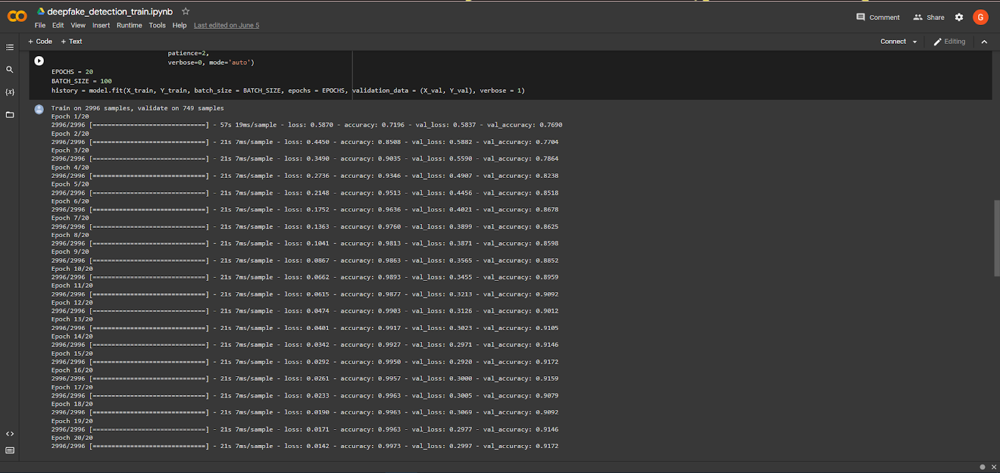 deepfake_detection_train.ipynb
File Edit View Insert Runtime Tools Help Last edited on June 5
Comment Share G
+ Code + Text
Connect Editing
patience=2,
verbose=0, mode='auto')
EPOCHS = 20
BATCH_SIZE = 100
history = model.fit(X_train, Y_train, batch_size = BATCH_SIZE, epochs = EPOCHS, validation_data = (X_val, Y_val), verbose = 1)
Train on 2996 samples, validate on 749 samples
Epoch 1/20
2996/2996 [==============================] - 57s 19ms/sample - loss: 0.5870 - accuracy: 0.7196 - val_loss: 0.5837 - val_accuracy: 0.7690
Epoch 2/20
2996/2996 [==============================] - 21s 7ms/sample - loss: 0.4450 - accuracy: 0.8508 - val_loss: 0.5882 - val_accuracy: 0.7704
Epoch 3/20
2996/2996 [==============================] - 21s 7ms/sample - loss: 0.3490 - accuracy: 0.9035 - val_loss: 0.5590 - val_accuracy: 0.7864
Epoch 4/20
2996/2996 [==============================] - 21s 7ms/sample - loss: 0.2736 - accuracy: 0.9346 - val_loss: 0.4907 - val_accuracy: 0.8238
Epoch 5/20
2996/2996 [==============================] - 21s 7ms/sample - loss: 0.2148 - accuracy: 0.9513 - val_loss: 0.4456 - val_accuracy: 0.8518
Epoch 6/20
2996/2996 [==============================] - 21s 7ms/sample - loss: 0.1752 - accuracy: 0.9636 - val_loss: 0.4021 - val_accuracy: 0.8678
Epoch 7/20
2996/2996 [==============================] - 21s 7ms/sample - loss: 0.1363 - accuracy: 0.9760 - val_loss: 0.3899 - val_accuracy: 0.8625
Epoch 8/20
2996/2996 [==============================] - 21s 7ms/sample - loss: 0.1041 - accuracy: 0.9813 - val_loss: 0.3871 - val_accuracy: 0.8598
Epoch 9/20
2996/2996 [==============================] - 21s 7ms/sample - loss: 0.0867 - accuracy: 0.9863 - val_loss: 0.3565 - val_accuracy: 0.8852
Epoch 10/20
2996/2996 [==============================] - 21s 7ms/sample - loss: 0.0662 - accuracy: 0.9893 - val_loss: 0.3455 - val_accuracy: 0.8959
Epoch 11/20
2996/2996 [==============================] - 21s 7ms/sample - loss: 0.0615 - accuracy: 0.9877 - val_loss: 0.3213 - val_accuracy: 0.9092
Epoch 12/20
2996/2996 [==============================] - 21s 7ms/sample - loss: 0.0474 - accuracy: 0.9903 - val_loss: 0.3126 - val_accuracy: 0.9012
Epoch 13/20
2996/2996 [==============================] - 21s 7ms/sample - loss: 0.0401 - accuracy: 0.9917 - val_loss: 0.3023 - val_accuracy: 0.9105
Epoch 14/20
2996/2996 [==============================] - 21s 7ms/sample - loss: 0.0342 - accuracy: 0.9927 - val_loss: 0.2971 - val_accuracy: 0.9146
Epoch 15/20
2996/2996 [==============================] - 21s 7ms/sample - loss: 0.0292 - accuracy: 0.9950 - val_loss: 0.2920 - val_accuracy: 0.9172
Epoch 16/20
2996/2996 [==============================] - 21s 7ms/sample - loss: 0.0261 - accuracy: 0.9957 - val_loss: 0.3000 - val_accuracy: 0.9159
Epoch 17/20
2996/2996 [==============================] - 21s 7ms/sample - loss: 0.0233 - accuracy: 0.9963 - val_loss: 0.3005 - val_accuracy: 0.9079
Epoch 18/20
2996/2996 [==============================] - 21s 7ms/sample - loss: 0.0190 - accuracy: 0.9963 - val_loss: 0.3069 - val_accuracy: 0.9092
Epoch 19/20
2996/2996 [==============================] - 21s 7ms/sample - loss: 0.0171 - accuracy: 0.9963 - val_loss: 0.2977 - val_accuracy: 0.9146
Epoch 20/20
2996/2996 [==============================] - 21s 7ms/sample - loss: 0.0142 - accuracy: 0.9973 - val_loss: 0.2997 - val_accuracy: 0.9172